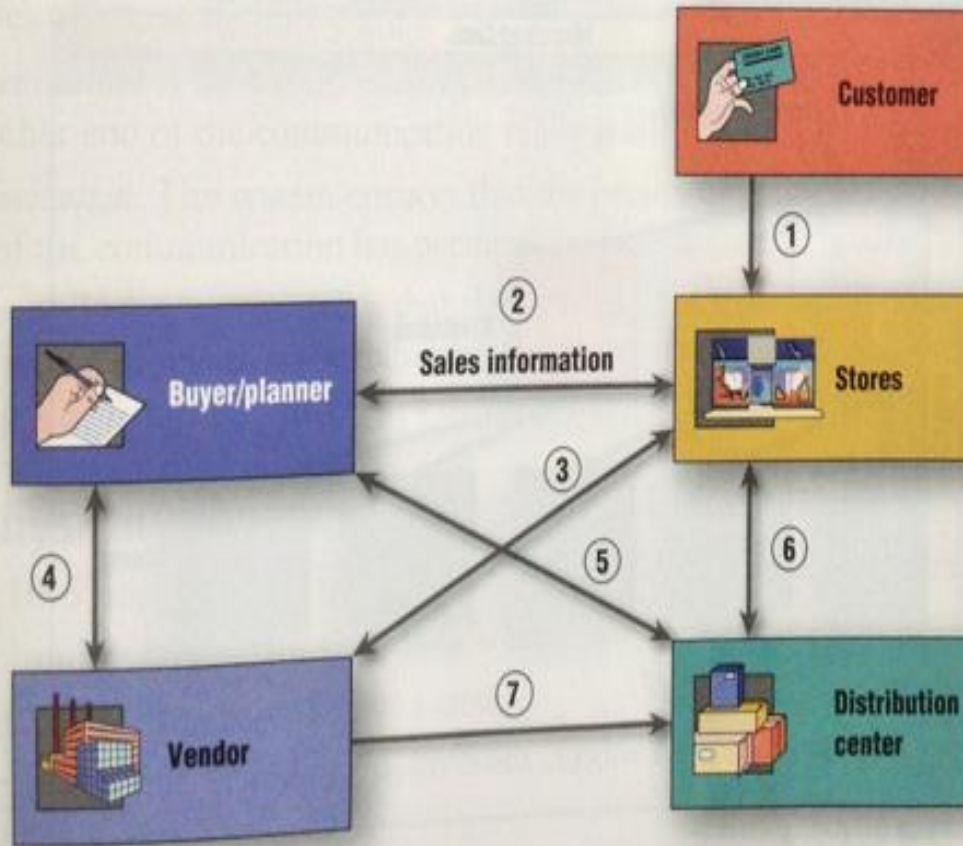 Customer
①
②
Sales information
Buyer/planner
Stores
③
④
⑤
⑥
Vendor
⑦
Distribution
center